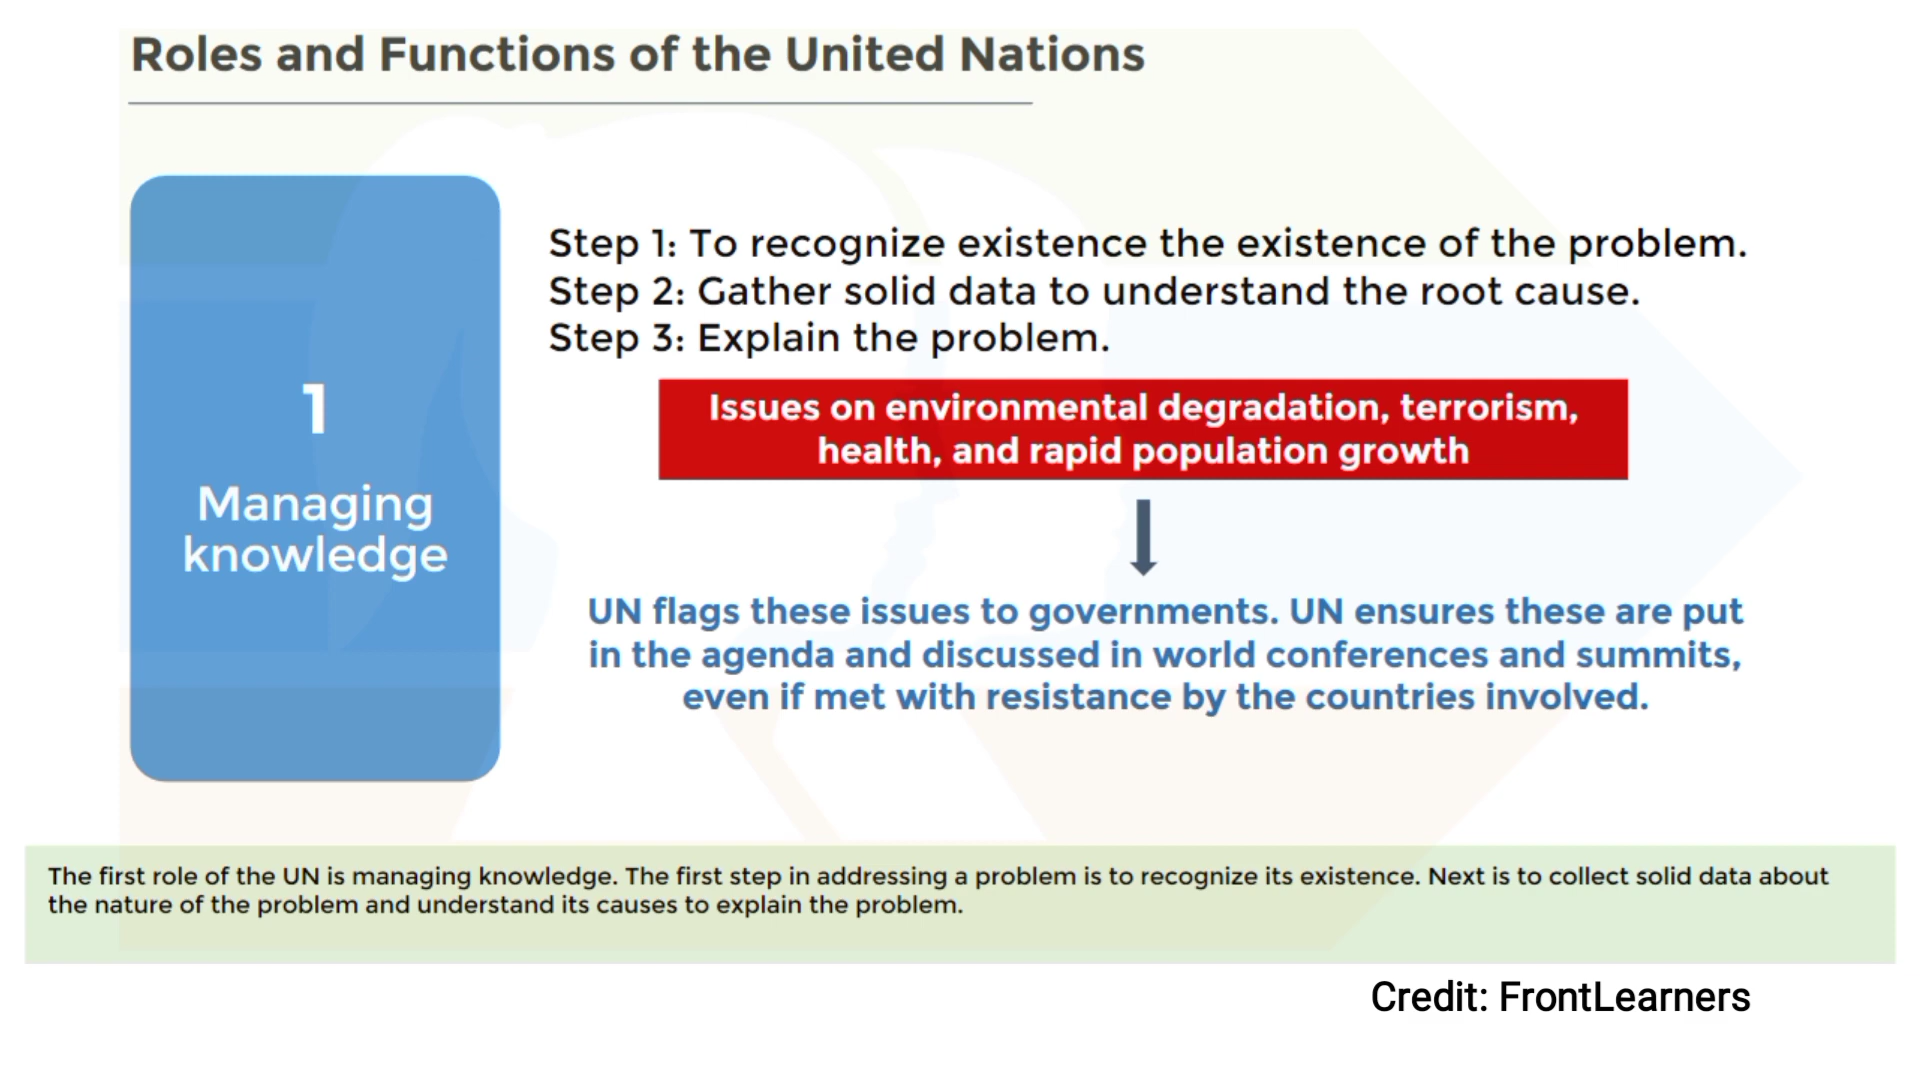 Roles and Functions of the United Nations
1
Managing
knowledge
Step 1: To recognize existence the existence of the problem.
Step 2: Gather solid data to understand the root cause.
Step 3: Explain the problem.
Issues on environmental degradation, terrorism,
health, and rapid population growth
UN flags these issues to governments. UN ensures these are put
in the agenda and discussed in world conferences and summits,
even if met with resistance by the countries involved.
The first role of the UN is managing knowledge. The first step in addressing a problem is to recognize its existence. Next is to collect solid data about
the nature of the problem and understand its causes to explain the problem.
Credit: FrontLearners